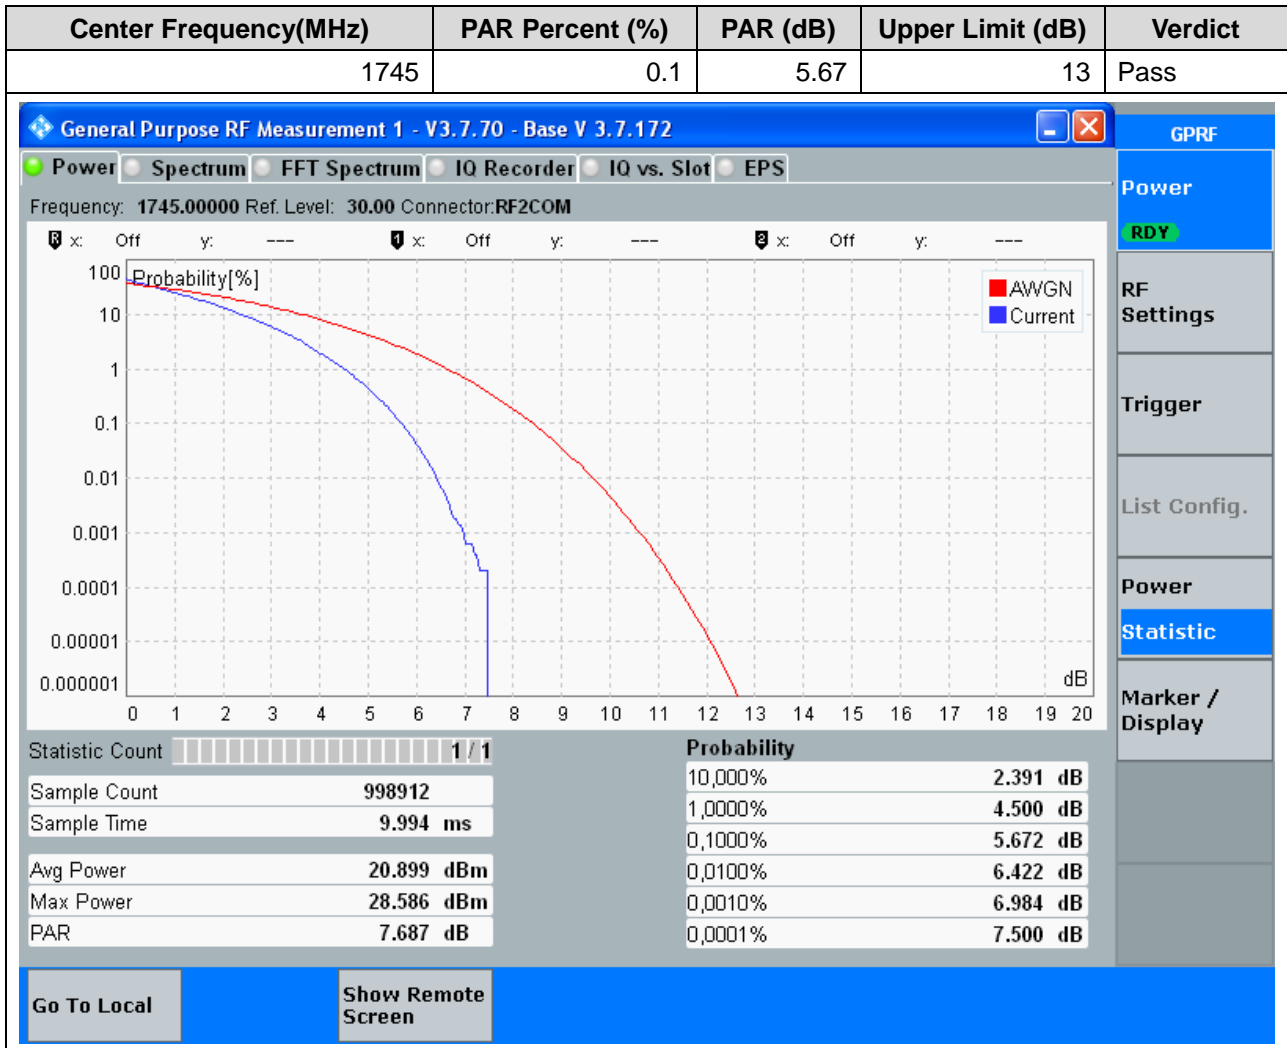 Center Frequency(MHz) PAR Percent (%) PAR (dB) Upper Limit (dB) Verdict
1745 0.1 5.67 13 Pass
General Purpose RF Measurement 1 - V3.7.70 - Base V 3.7.172
GPRF
Power Spectrum FFT Spectrum IQ Recorder IQ vs. Slot EPS
Frequency: 1745.00000 Ref. Level: 30.00 Connector:RF2COM
R x: Off y: --- 1 x: Off y: --- 2 x: Off y: ---
Probability[%]
AWGN
Current
100
10
1
0.1
0.01
0.001
0.0001
0.00001
0.000001
dB
0 1 2 3 4 5 6 7 8 9 10 11 12 13 14 15 16 17 18 19 20
Statistic Count 1 / 1
Sample Count 998912
Sample Time 9.994 ms
Avg Power 20.899 dBm
Max Power 28.586 dBm
PAR 7.687 dB
Probability
10,000% 2.391 dB
1,0000% 4.500 dB
0,1000% 5.672 dB
0,0100% 6.422 dB
0,0010% 6.984 dB
0,0001% 7.500 dB
Power
RDY
RF
Settings
Trigger
List Config.
Power
Statistic
Marker /
Display
Go To Local
Show Remote
Screen